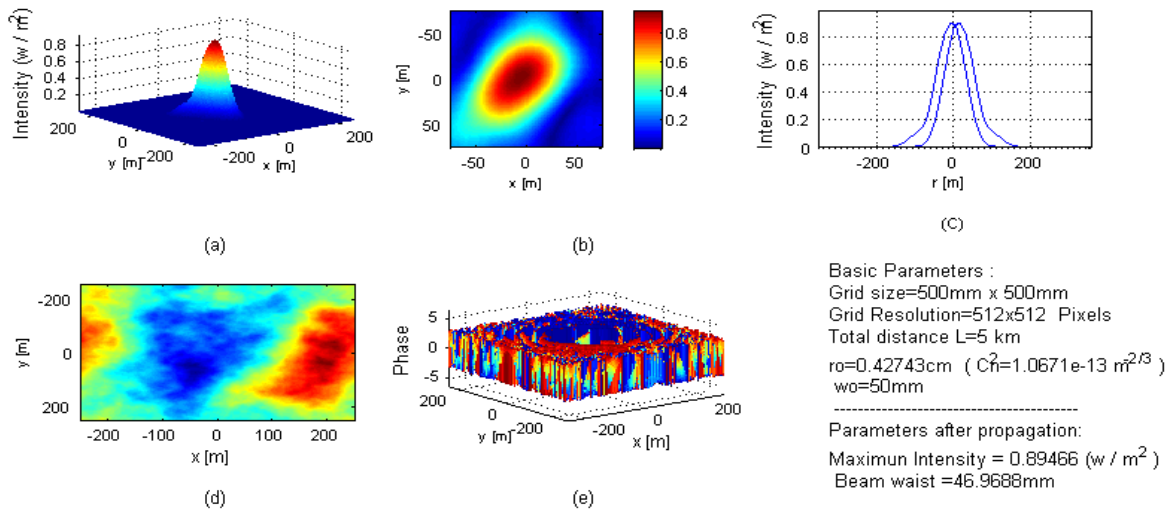 Intensity (w / m²)
0.8
0.6
0.4
0.2
200
0
-200
y [m]
-200
0
200
x [m]
(a)
-50
0
50
y [m]
-50
0
50
x [m]
0.8
0.6
0.4
0.2
(b)
Intensity (w / m²)
0.8
0.6
0.4
0.2
0
-200
0
200
r [m]
(C)
-200
0
200
y [m]
-200
-100
0
100
200
x [m]
(d)
Phase
5
0
-5
200
0
-200
y [m]
-200
0
200
x [m]
(e)
Basic Parameters :
Grid size=500mm x 500mm
Grid Resolution=512x512 Pixels
Total distance L=5 km
ro=0.42743cm ( Cn²=1.0671e-13 m^-2/3 )
wo=50mm
----------------------------------------
Parameters after propagation:
Maximun Intensity = 0.89466 (w / m² )
Beam waist =46.9688mm